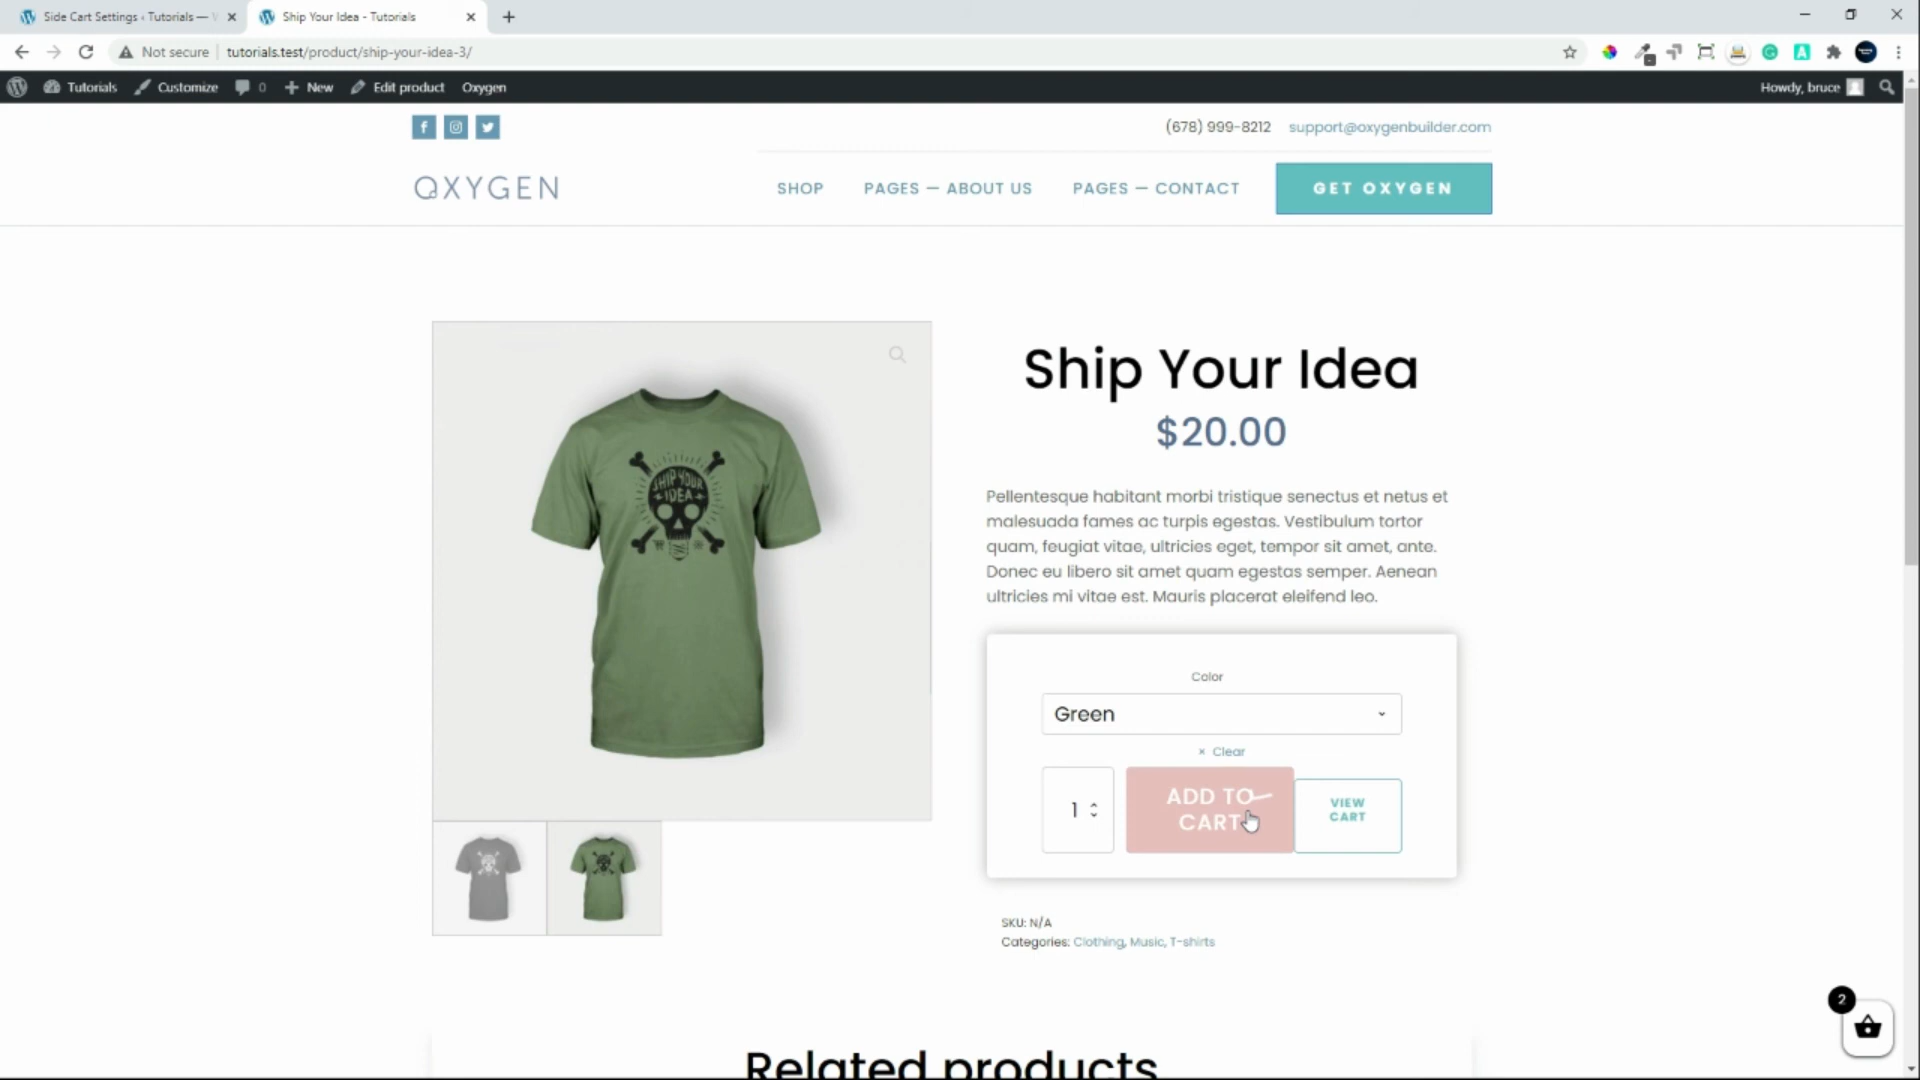 Side Cart Settings ‹ Tutorials —
Ship Your Idea - Tutorials
Not secure
tutorials.test/product/ship-your-idea-3/
Tutorials
Customize
0
New
Edit product
Oxygen
Howdy, bruce
(678) 999-8212
support@oxygenbuilder.com
OXYGEN
SHOP
PAGES — ABOUT US
PAGES — CONTACT
GET OXYGEN
SHIP YOUR
IDEA
Ship Your Idea
$20.00
Pellentesque habitant morbi tristique senectus et netus et
malesuada fames ac turpis egestas. Vestibulum tortor
quam, feugiat vitae, ultricies eget, tempor sit amet, ante.
Donec eu libero sit amet quam egestas semper. Aenean
ultricies mi vitae est. Mauris placerat eleifend leo.
Color
Green
× Clear
1
ADD TO
CART
VIEW
CART
SKU: N/A
Categories: Clothing, Music, T-shirts
2
Related products